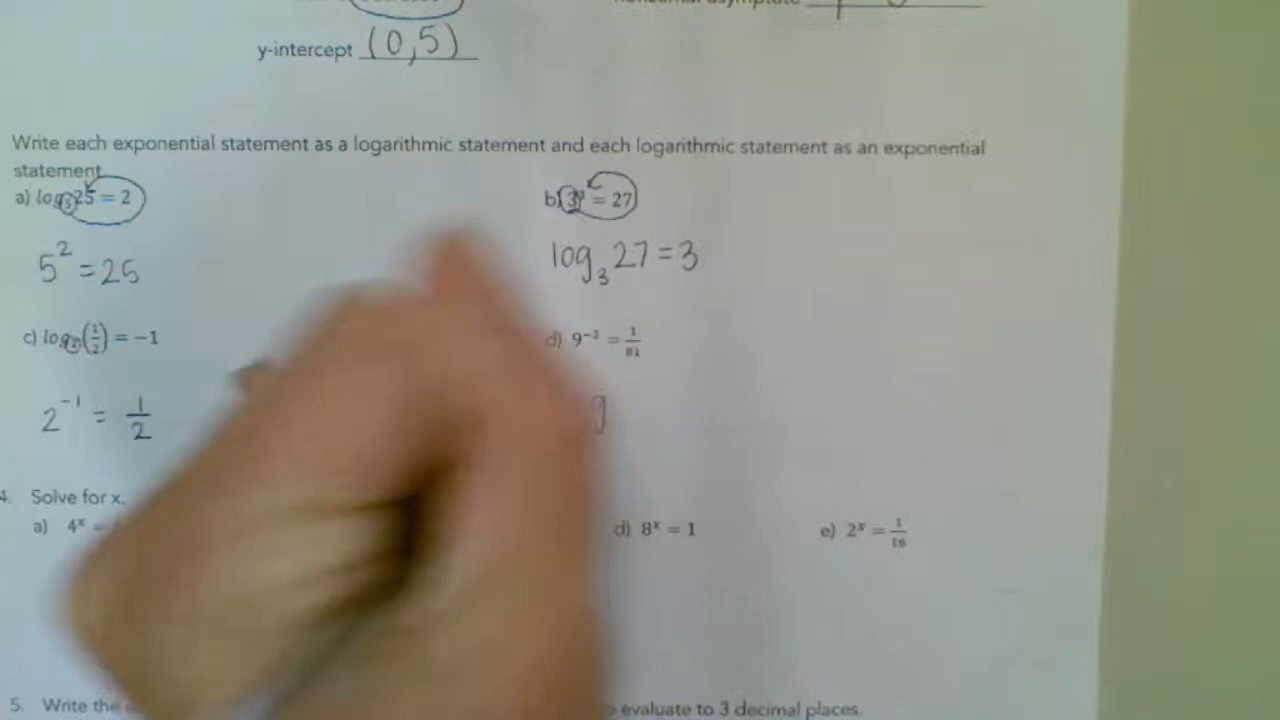 y-intercept (0,5)
Write each exponential statement as a logarithmic statement and each logarithmic statement as an exponential
statement
a) log₅25 = 2
b) 3³ = 27
5² = 25
log₃ 27 = 3
c) log₂(1/2) = −1
d) 9⁻² = 1/81
2⁻¹ = 1/2
g
4. Solve for x.
a) 4ˣ =
d) 8ˣ = 1
e) 2ˣ = 1/16
5. Write the
evaluate to 3 decimal places.